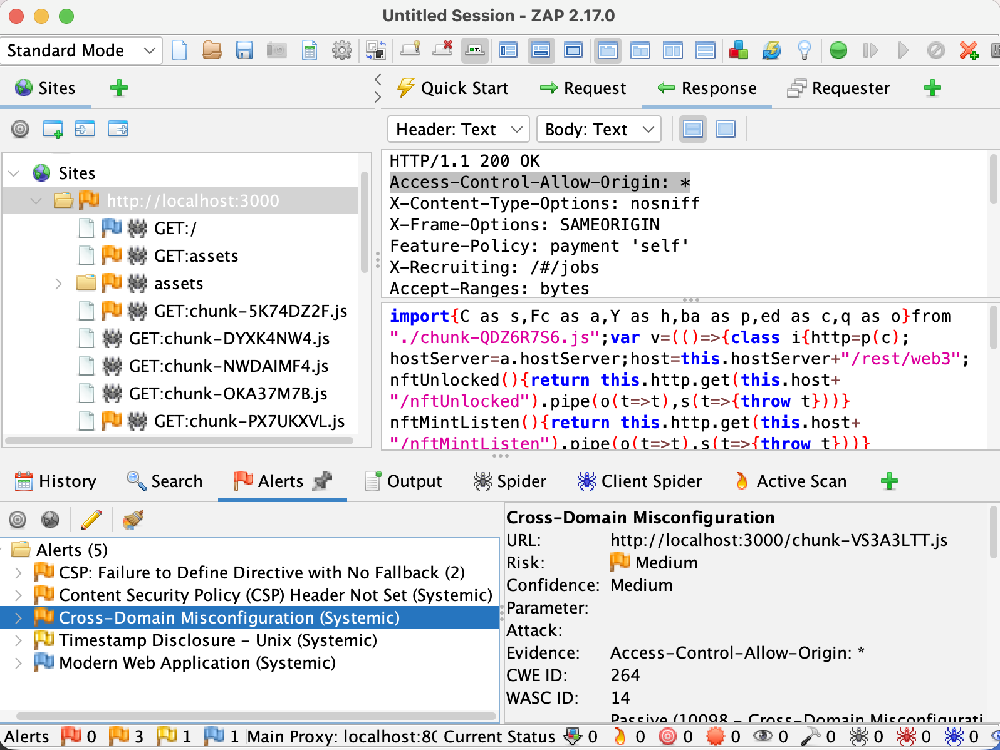 Untitled Session - ZAP 2.17.0
Standard Mode
Sites
Quick Start
Request
Response
Requester
Header: Text
Body: Text
Sites
http://localhost:3000
GET:/
GET:assets
assets
GET:chunk-5K74DZ2F.js
GET:chunk-DYXK4NW4.js
GET:chunk-NWDAIMF4.js
GET:chunk-OKA37M7B.js
GET:chunk-PX7UKXVL.js
HTTP/1.1 200 OK
Access-Control-Allow-Origin: *
X-Content-Type-Options: nosniff
X-Frame-Options: SAMEORIGIN
Feature-Policy: payment 'self'
X-Recruiting: /#/jobs
Accept-Ranges: bytes
import{C as s,Fc as a,Y as h,ba as p,ed as c,q as o}from
"./chunk-QDZ6R7S6.js";var v=(()=>{class i{http=p(c);
hostServer=a.hostServer;host=this.hostServer+"/rest/web3";
nftUnlocked(){return this.http.get(this.host+
"/nftUnlocked").pipe(o(t=>t),s(t=>{throw t}))}
nftMintListen(){return this.http.get(this.host+
"/nftMintListen").pipe(o(t=>t),s(t=>{throw t}))}
History
Search
Alerts
Output
Spider
Client Spider
Active Scan
Alerts (5)
CSP: Failure to Define Directive with No Fallback (2)
Content Security Policy (CSP) Header Not Set (Systemic)
Cross-Domain Misconfiguration (Systemic)
Timestamp Disclosure - Unix (Systemic)
Modern Web Application (Systemic)
Cross-Domain Misconfiguration
URL: http://localhost:3000/chunk-VS3A3LTT.js
Risk: Medium
Confidence: Medium
Parameter:
Attack:
Evidence: Access-Control-Allow-Origin: *
CWE ID: 264
WASC ID: 14
Passive (10098 - Cross-Domain Misconfigurati
Alerts 0 3 1 1 Main Proxy: localhost:80 Current Status 0 0 0 0 0 0 0 0 0